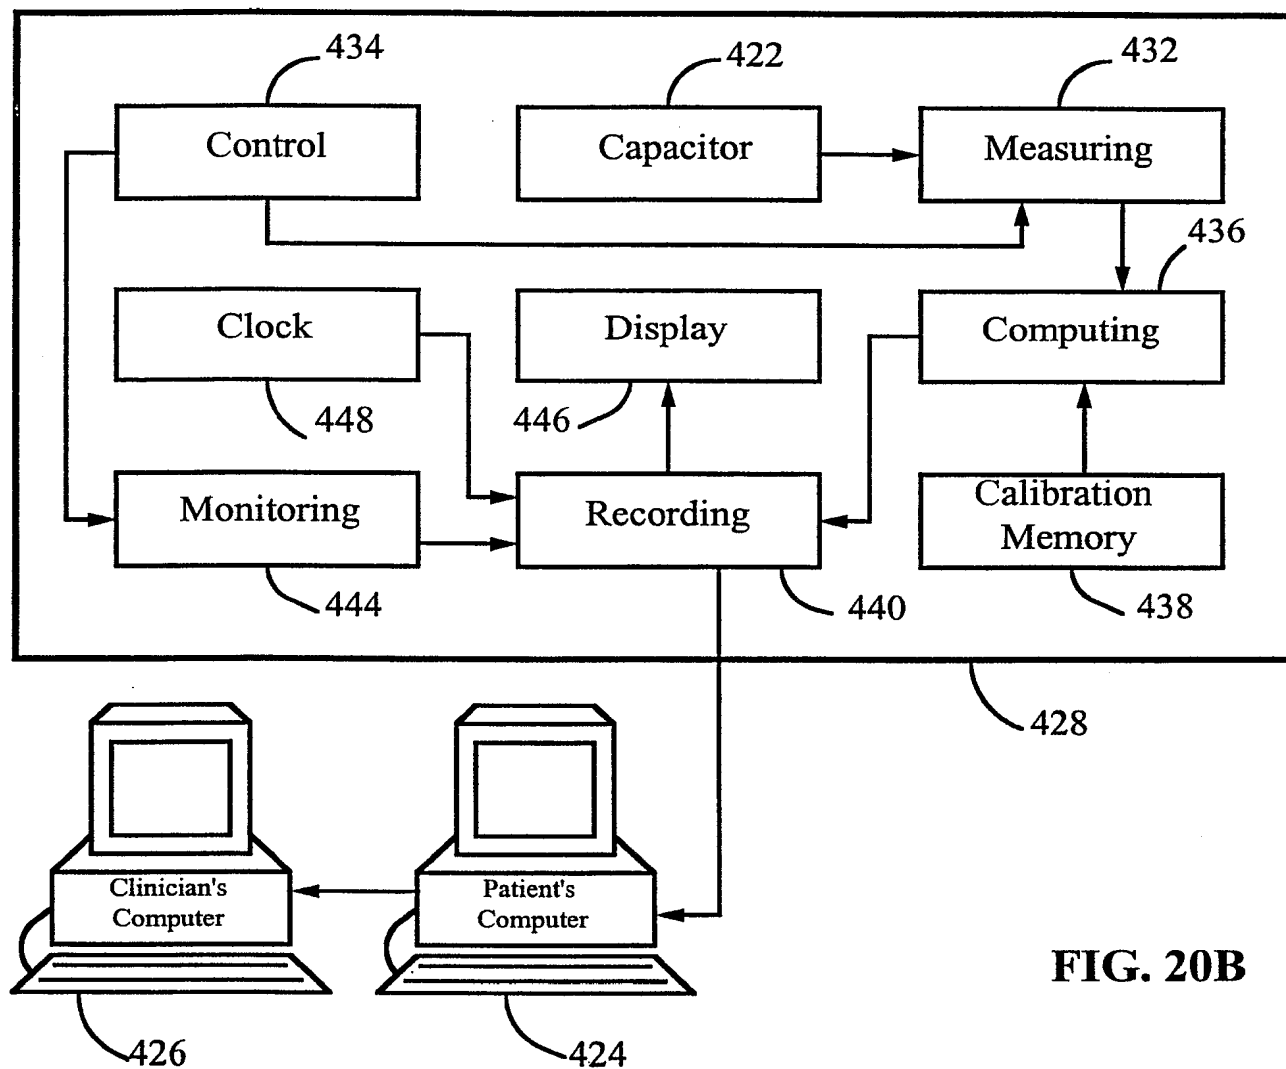 434
422
432
Control
Capacitor
Measuring
436
Clock
Display
Computing
448
446
Monitoring
Recording
Calibration
Memory
444
440
438
428
Clinician's
Computer
Patient's
Computer
FIG. 20B
426
424